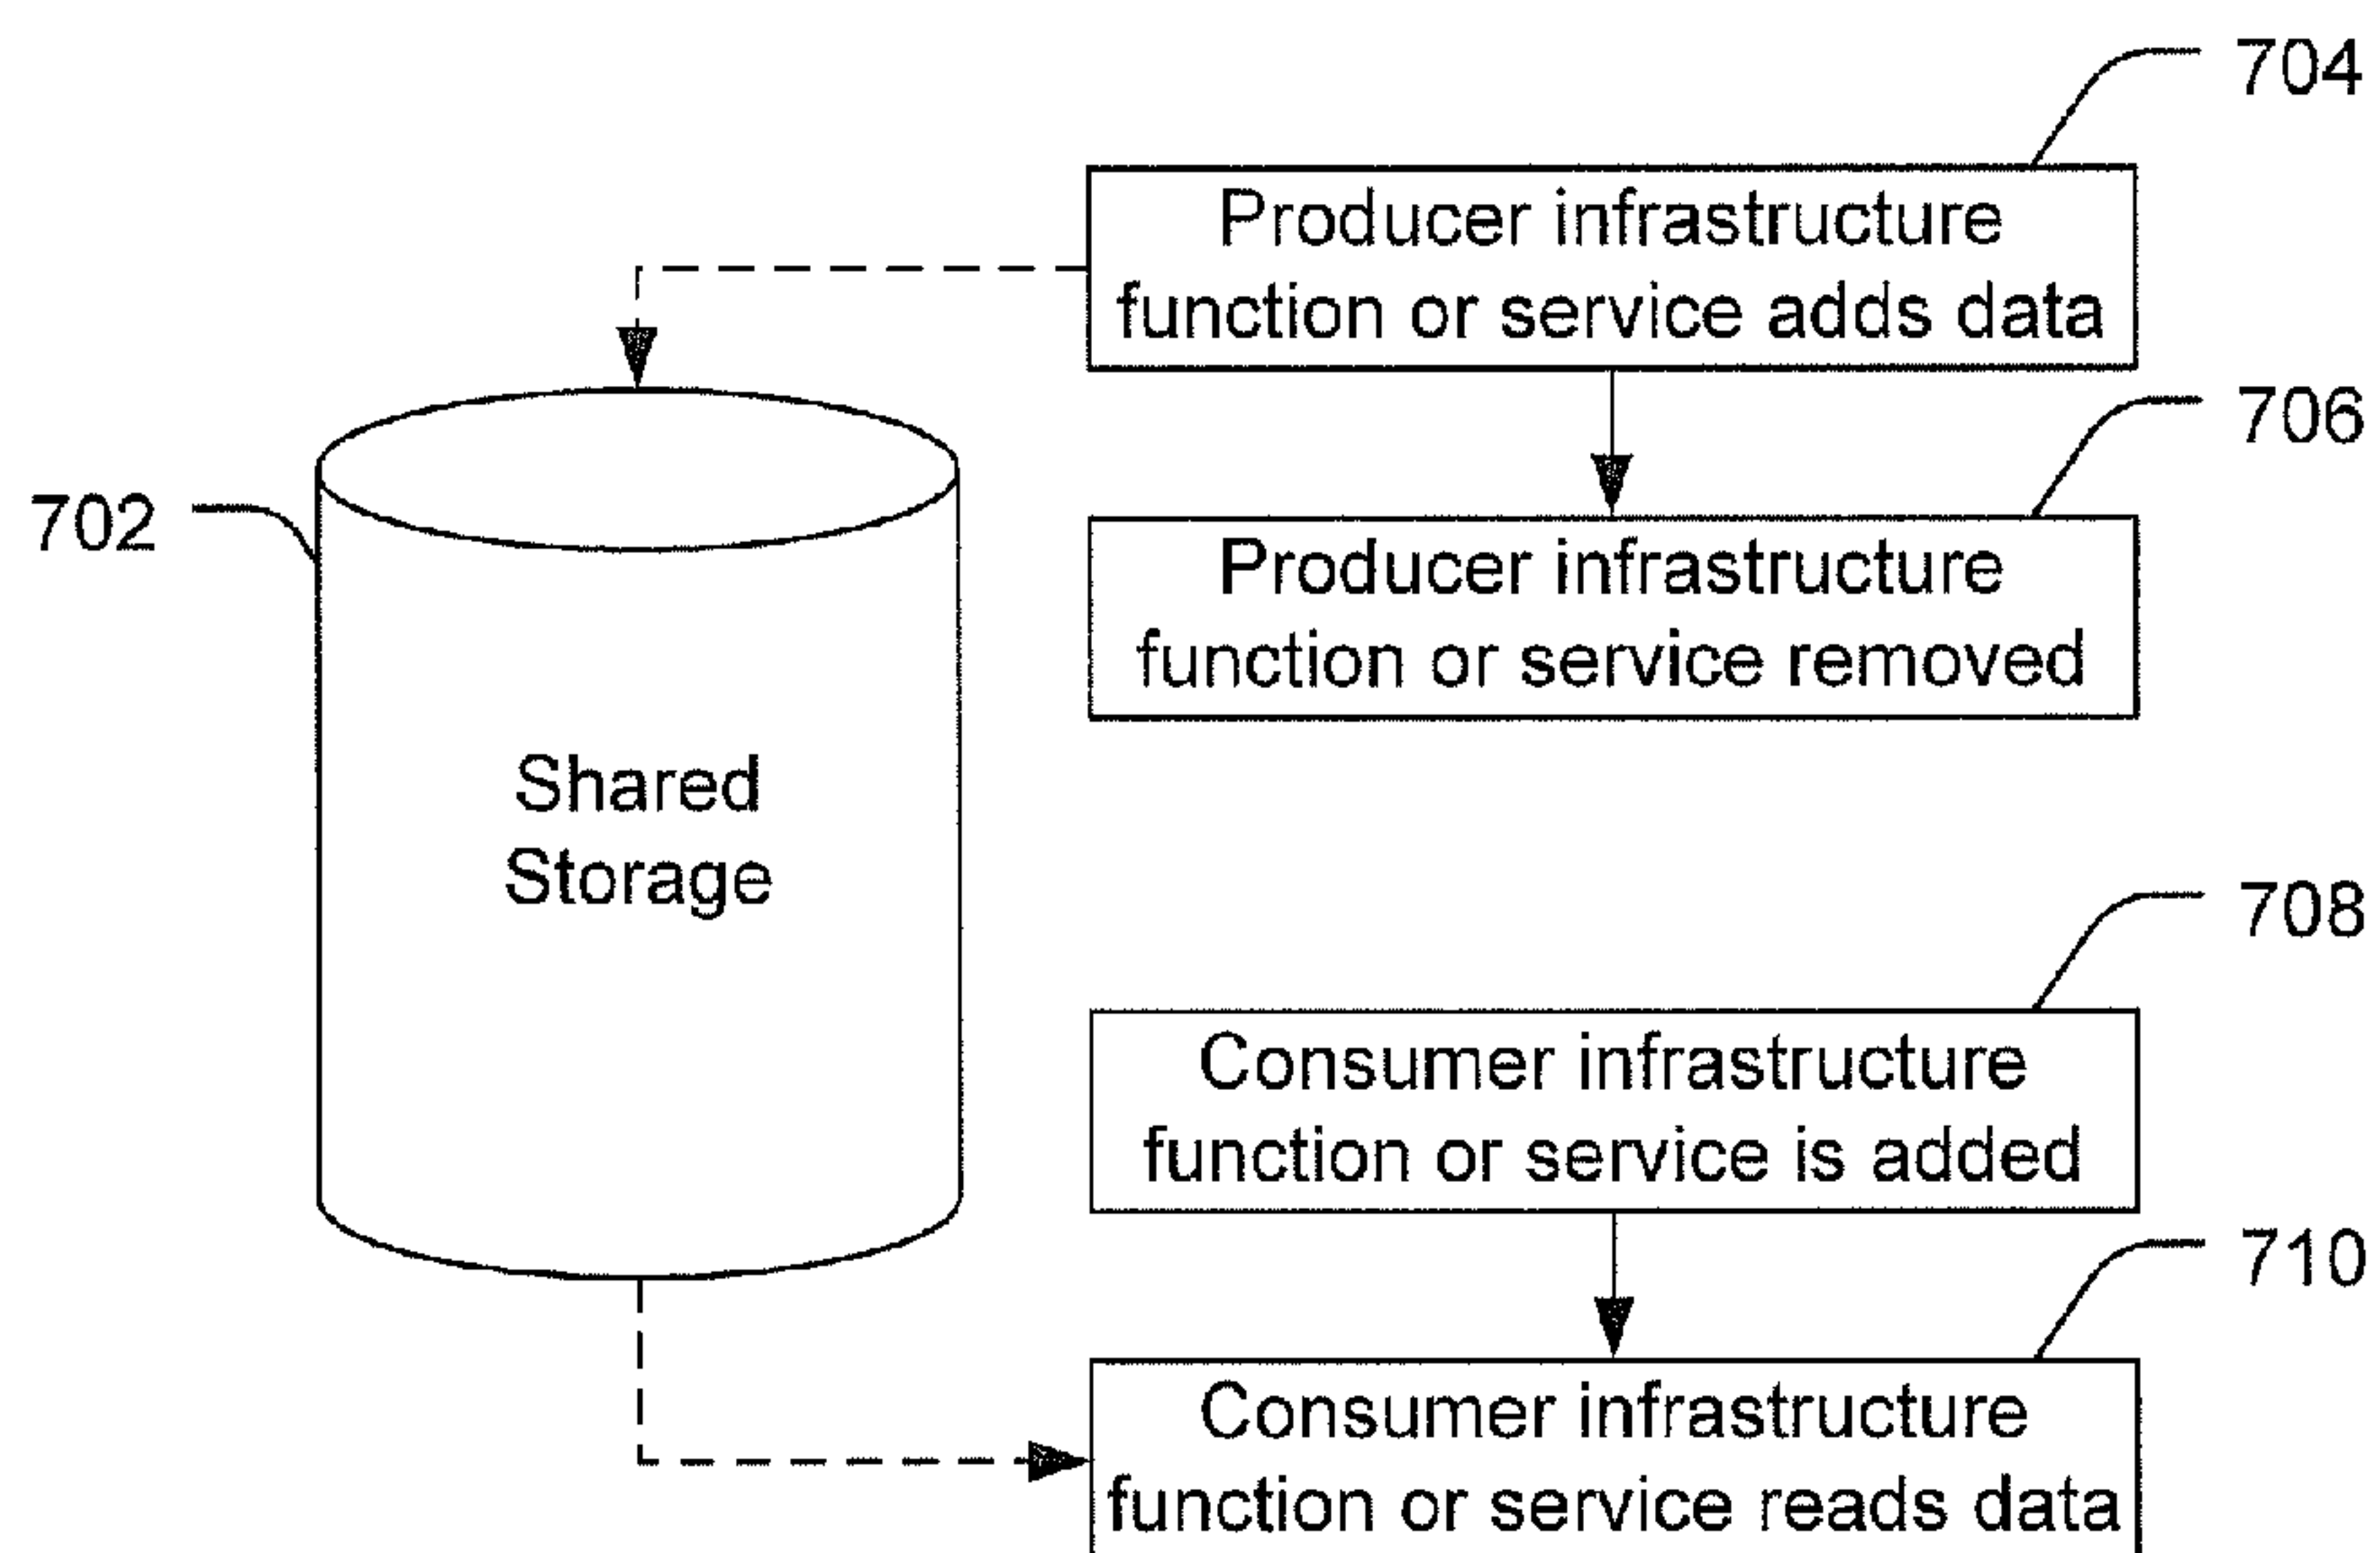 704
Producer infrastructure
function or service adds data
706
Producer infrastructure
function or service removed
702
Shared
Storage
708
Consumer infrastructure
function or service is added
710
Consumer infrastructure
function or service reads data